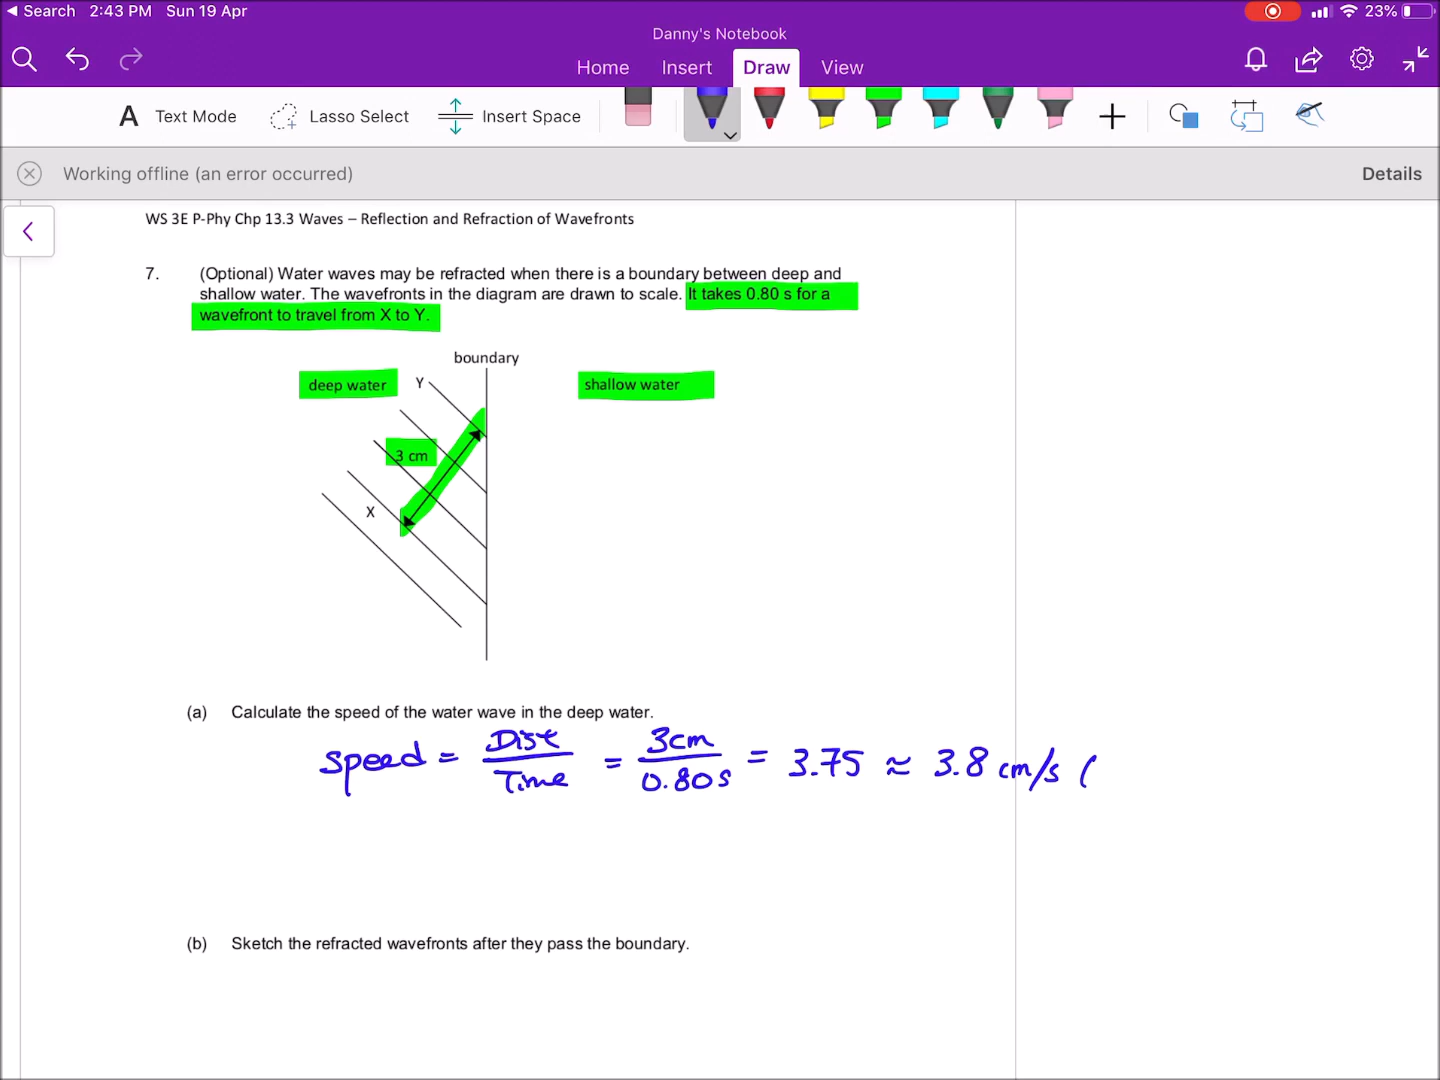 Search 2:43 PM Sun 19 Apr 23%
Danny's Notebook
Home Insert Draw View
A Text Mode Lasso Select Insert Space
Working offline (an error occurred) Details
WS 3E P-Phy Chp 13.3 Waves – Reflection and Refraction of Wavefronts
7. (Optional) Water waves may be refracted when there is a boundary between deep and
shallow water. The wavefronts in the diagram are drawn to scale. It takes 0.80 s for a
wavefront to travel from X to Y.
boundary
deep water Y shallow water
3 cm
X
(a) Calculate the speed of the water wave in the deep water.
speed = Dist/Time = 3cm/0.80s = 3.75 ≈ 3.8 cm/s (
(b) Sketch the refracted wavefronts after they pass the boundary.